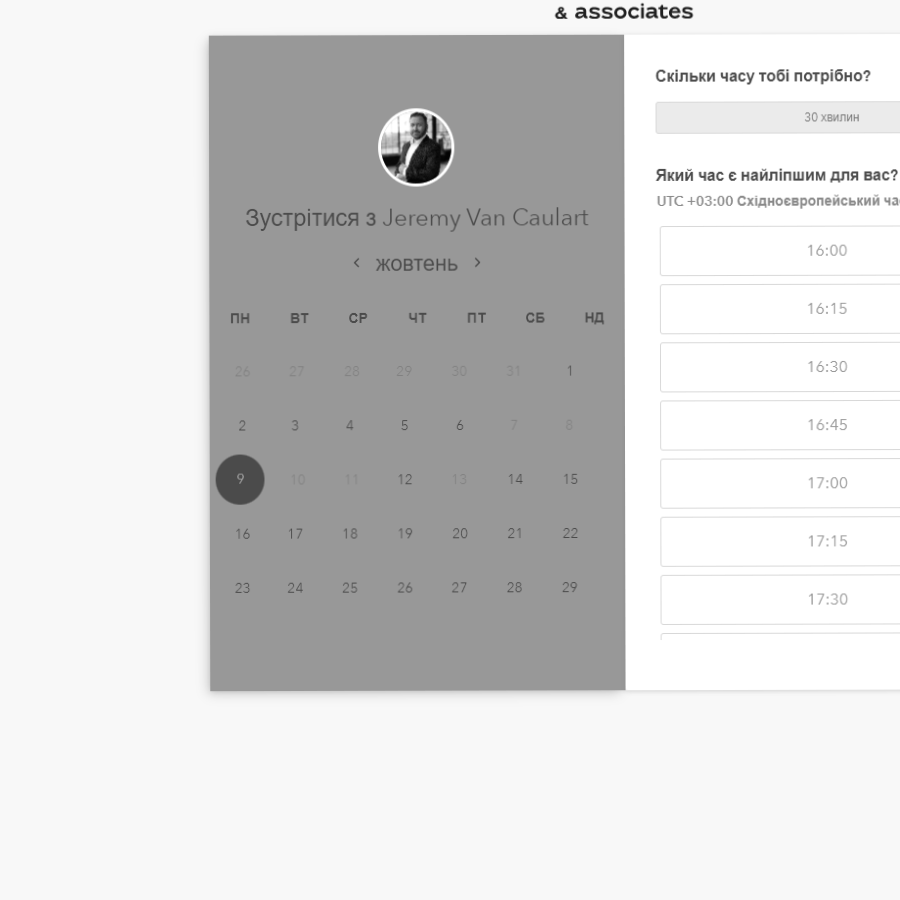 & associates
Зустрітися з Jeremy Van Caulart
жовтень
ПН ВТ СР ЧТ ПТ СБ НД
26 27 28 29 30 31 1
2 3 4 5 6 7 8
9 10 11 12 13 14 15
16 17 18 19 20 21 22
23 24 25 26 27 28 29
Скільки часу тобі потрібно?
30 хвилин
Який час є найліпшим для вас?
UTC +03:00 Східноєвропейський
16:00
16:15
16:30
16:45
17:00
17:15
17:30